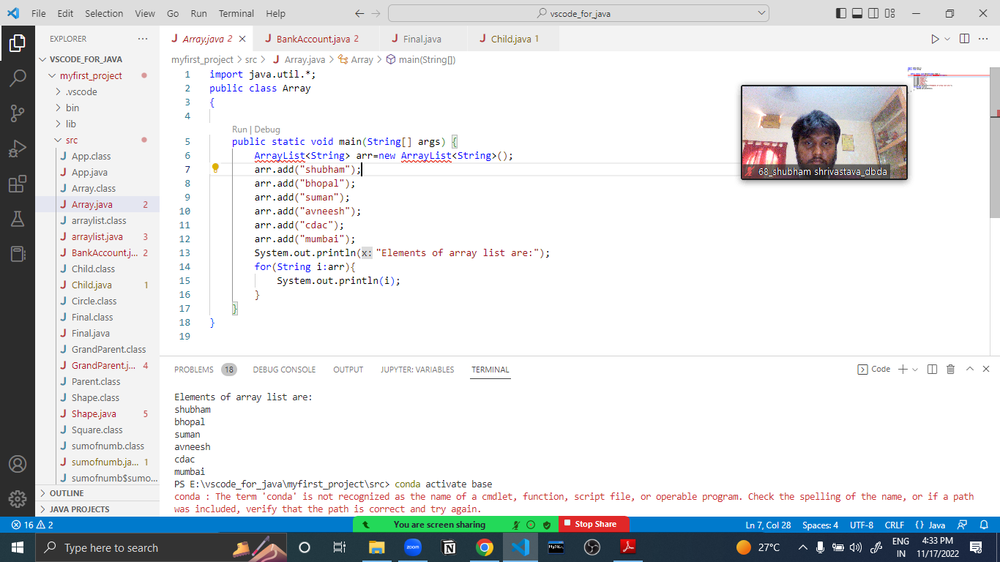 File Edit Selection View Go Run Terminal Help
vscode_for_java
EXPLORER
VSCODE_FOR_JAVA
myfirst_project
.vscode
bin
lib
src
App.class
App.java
Array.class
Array.java 2
arraylist.class
arraylist.java 3
BankAccount.j... 2
Child.class
Child.java 1
Circle.class
Final.class
Final.java
GrandParent.class
GrandParent.j... 4
Parent.class
Shape.class
Shape.java 5
Square.class
sumofnumb.class
sumofnumb.ja... 1
sumofnumb$sumo...
OUTLINE
JAVA PROJECTS
Array.java 2 BankAccount.java 2 Final.java Child.java 1
myfirst_project > src > Array.java > Array > main(String[])
1 import java.util.*;
2 public class Array
3 {
4
Run | Debug
5 public static void main(String[] args) {
6 ArrayList<String> arr=new ArrayList<String>();
7 arr.add("shubham");
8 arr.add("bhopal");
9 arr.add("suman");
10 arr.add("avneesh");
11 arr.add("cdac");
12 arr.add("mumbai");
13 System.out.println(x: "Elements of array list are:");
14 for(String i:arr){
15 System.out.println(i);
16 }
17 }
18 }
19
68_shubham shrivastava_dbda
PROBLEMS 18 DEBUG CONSOLE OUTPUT JUPYTER: VARIABLES TERMINAL
Code
Elements of array list are:
shubham
bhopal
suman
avneesh
cdac
mumbai
PS E:\vscode_for_java\myfirst_project\src> conda activate base
conda : The term 'conda' is not recognized as the name of a cmdlet, function, script file, or operable program. Check the spelling of the name, or if a path
was included, verify that the path is correct and try again.
16 2
You are screen sharing Stop Share
Ln 7, Col 28 Spaces: 4 UTF-8 CRLF {} Java
Type here to search
zoom
MySQL
27°C
ENG
IN
4:33 PM
11/17/2022